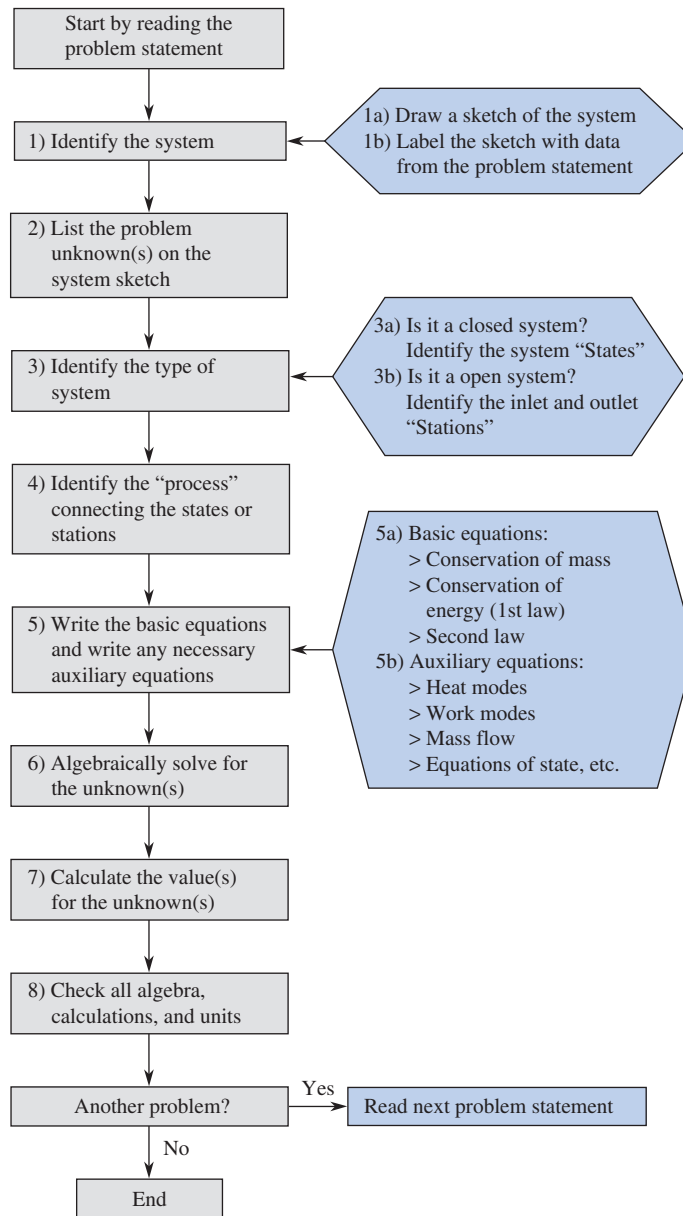 Start by reading the
problem statement
1) Identify the system
1a) Draw a sketch of the system
1b) Label the sketch with data
from the problem statement
2) List the problem
unknown(s) on the
system sketch
3) Identify the type of
system
3a) Is it a closed system?
Identify the system “States”
3b) Is it a open system?
Identify the inlet and outlet
“Stations”
4) Identify the “process”
connecting the states or
stations
5) Write the basic equations
and write any necessary
auxiliary equations
5a) Basic equations:
> Conservation of mass
> Conservation of
energy (1st law)
> Second law
5b) Auxiliary equations:
> Heat modes
> Work modes
> Mass flow
> Equations of state, etc.
6) Algebraically solve for
the unknown(s)
7) Calculate the value(s)
for the unknown(s)
8) Check all algebra,
calculations, and units
Another problem?
Yes
Read next problem statement
No
End